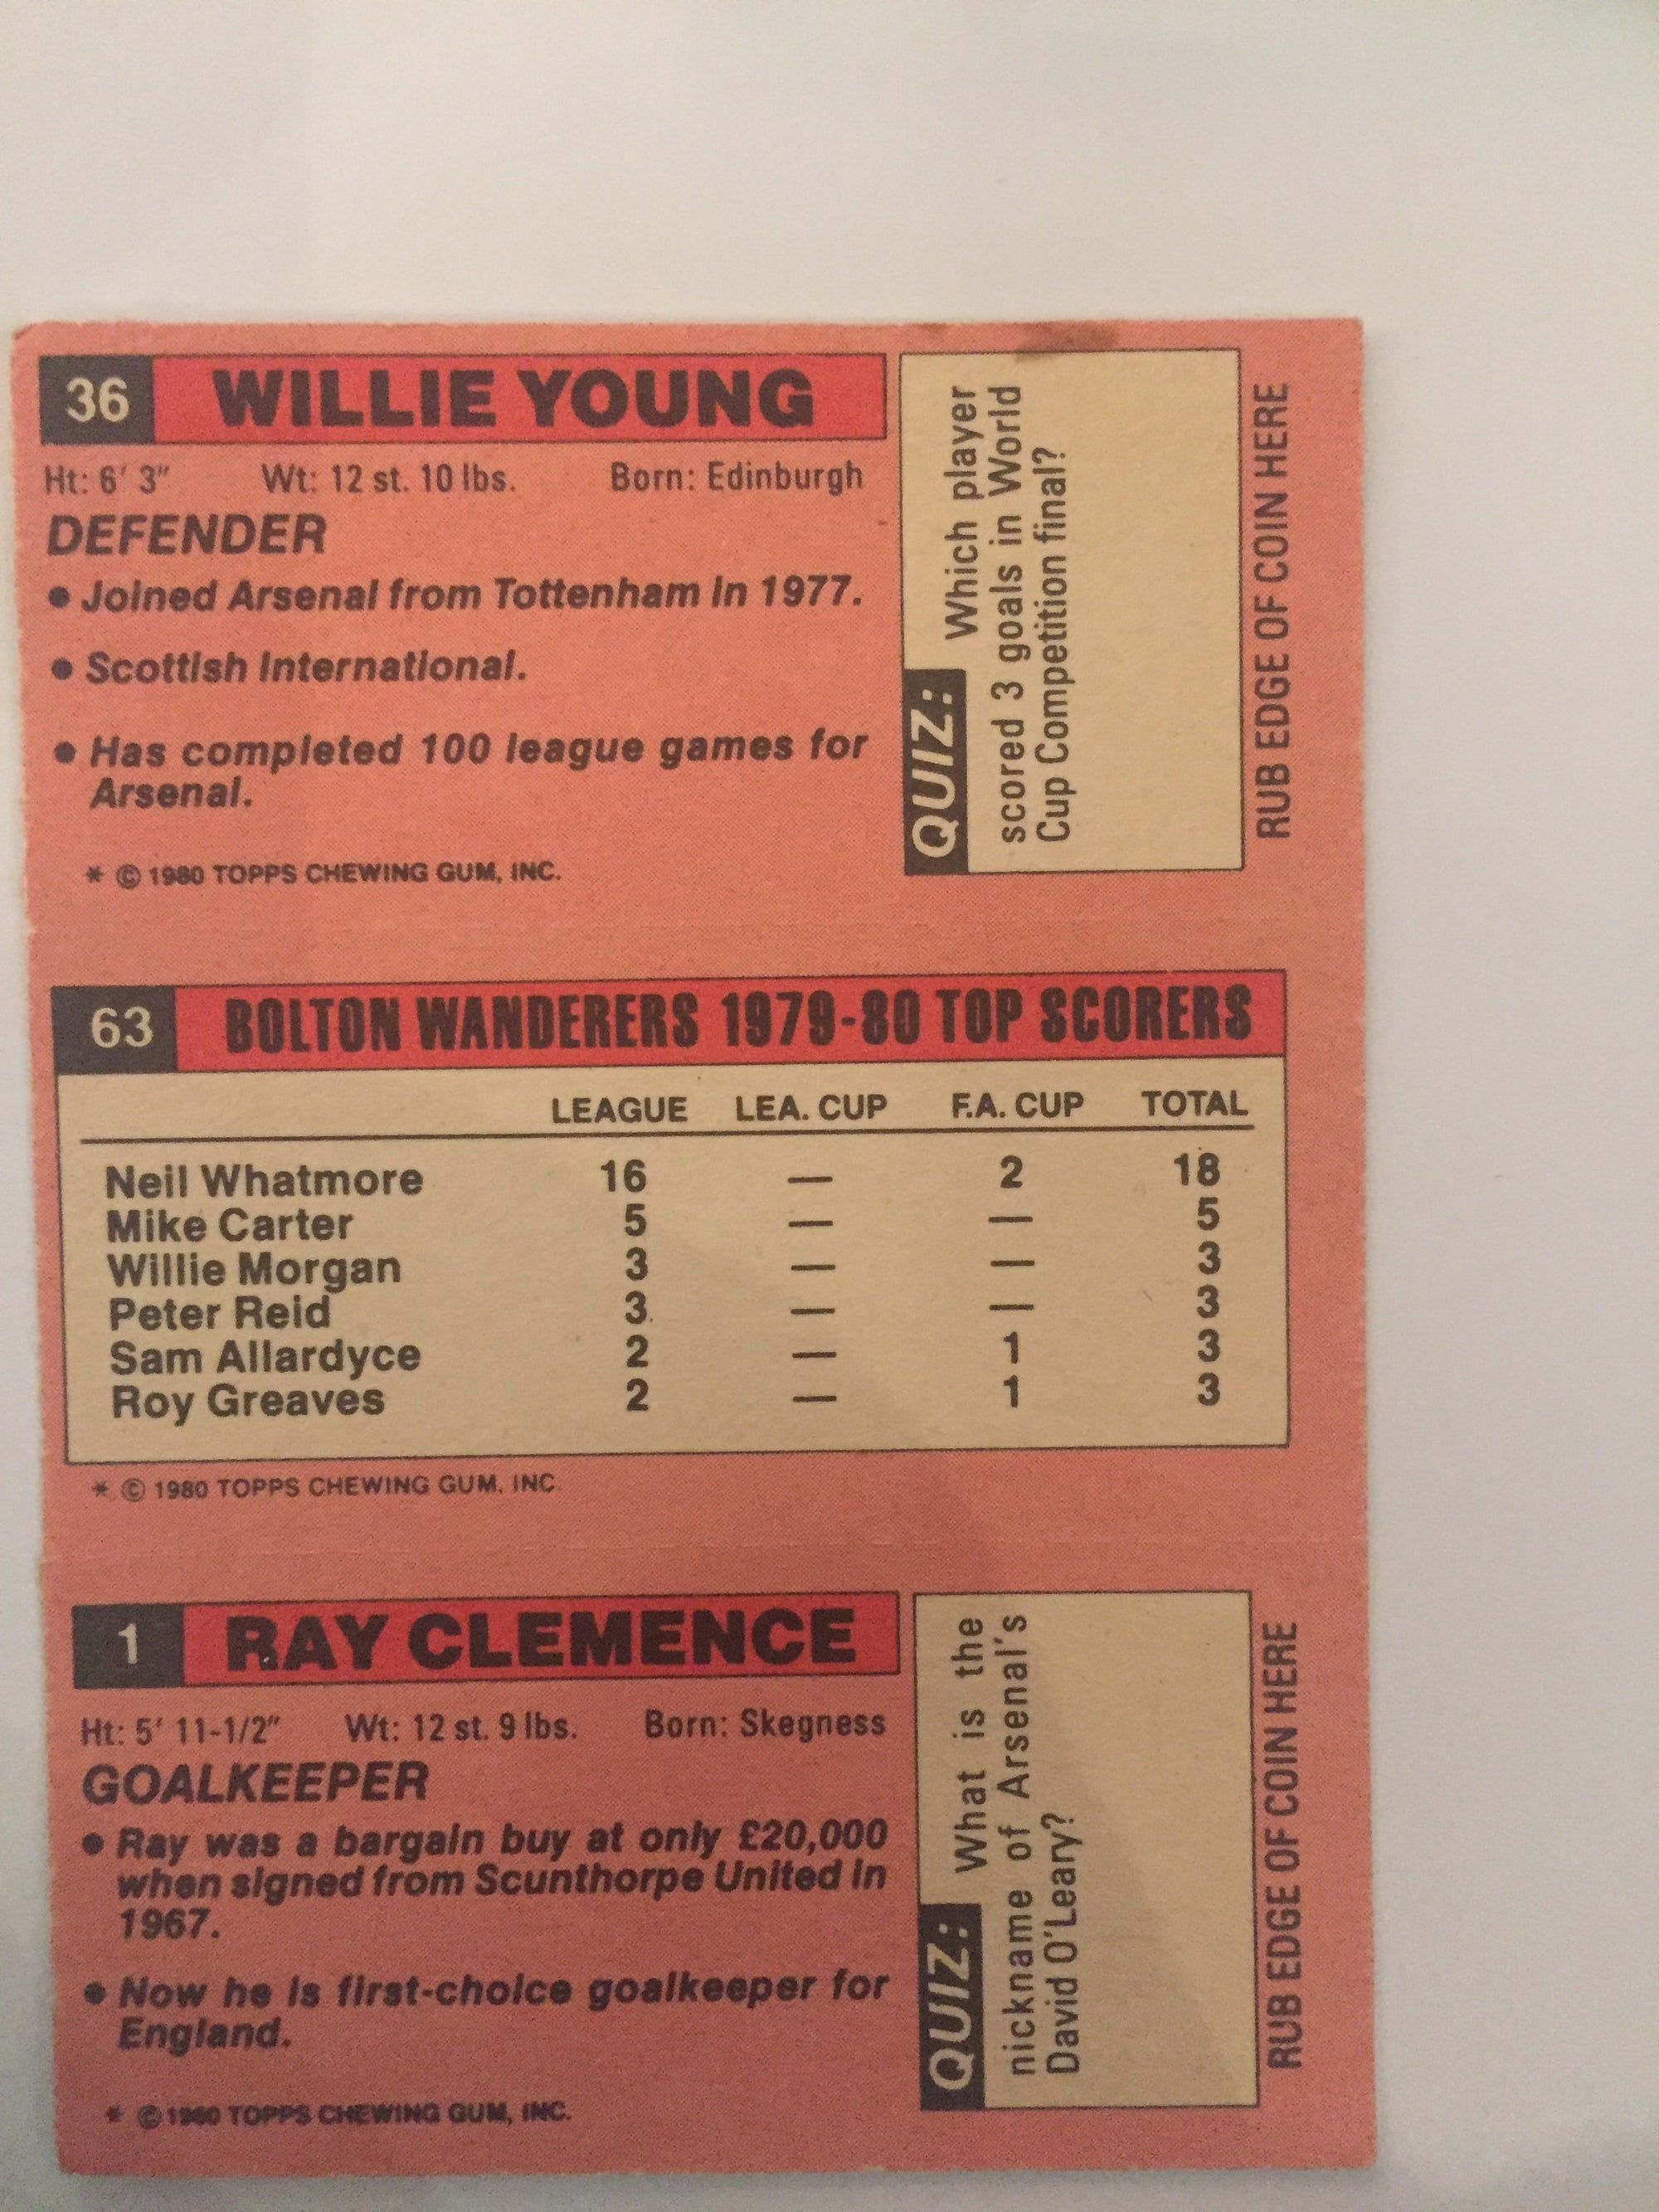 36 WILLIE YOUNG
Ht: 6' 3" Wt: 12 st. 10 lbs. Born: Edinburgh
DEFENDER
● Joined Arsenal from Tottenham in 1977.
● Scottish International.
● Has completed 100 league games for
Arsenal.
* © 1980 TOPPS CHEWING GUM, INC.
QUIZ: Which player
scored 3 goals in World
Cup Competition final?
RUB EDGE OF COIN HERE
63 BOLTON WANDERERS 1979-80 TOP SCORERS
LEAGUE LEA. CUP F.A. CUP TOTAL
Neil Whatmore 16 — 2 18
Mike Carter 5 — — 5
Willie Morgan 3 — — 3
Peter Reid 3 — — 3
Sam Allardyce 2 — 1 3
Roy Greaves 2 — 1 3
* © 1980 TOPPS CHEWING GUM, INC.
1 RAY CLEMENCE
Ht: 5' 11-1/2" Wt: 12 st. 9 lbs. Born: Skegness
GOALKEEPER
● Ray was a bargain buy at only £20,000
when signed from Scunthorpe United in
1967.
● Now he is first-choice goalkeeper for
England.
* © 1980 TOPPS CHEWING GUM, INC.
QUIZ: What is the
nickname of Arsenal's
David O'Leary?
RUB EDGE OF COIN HERE